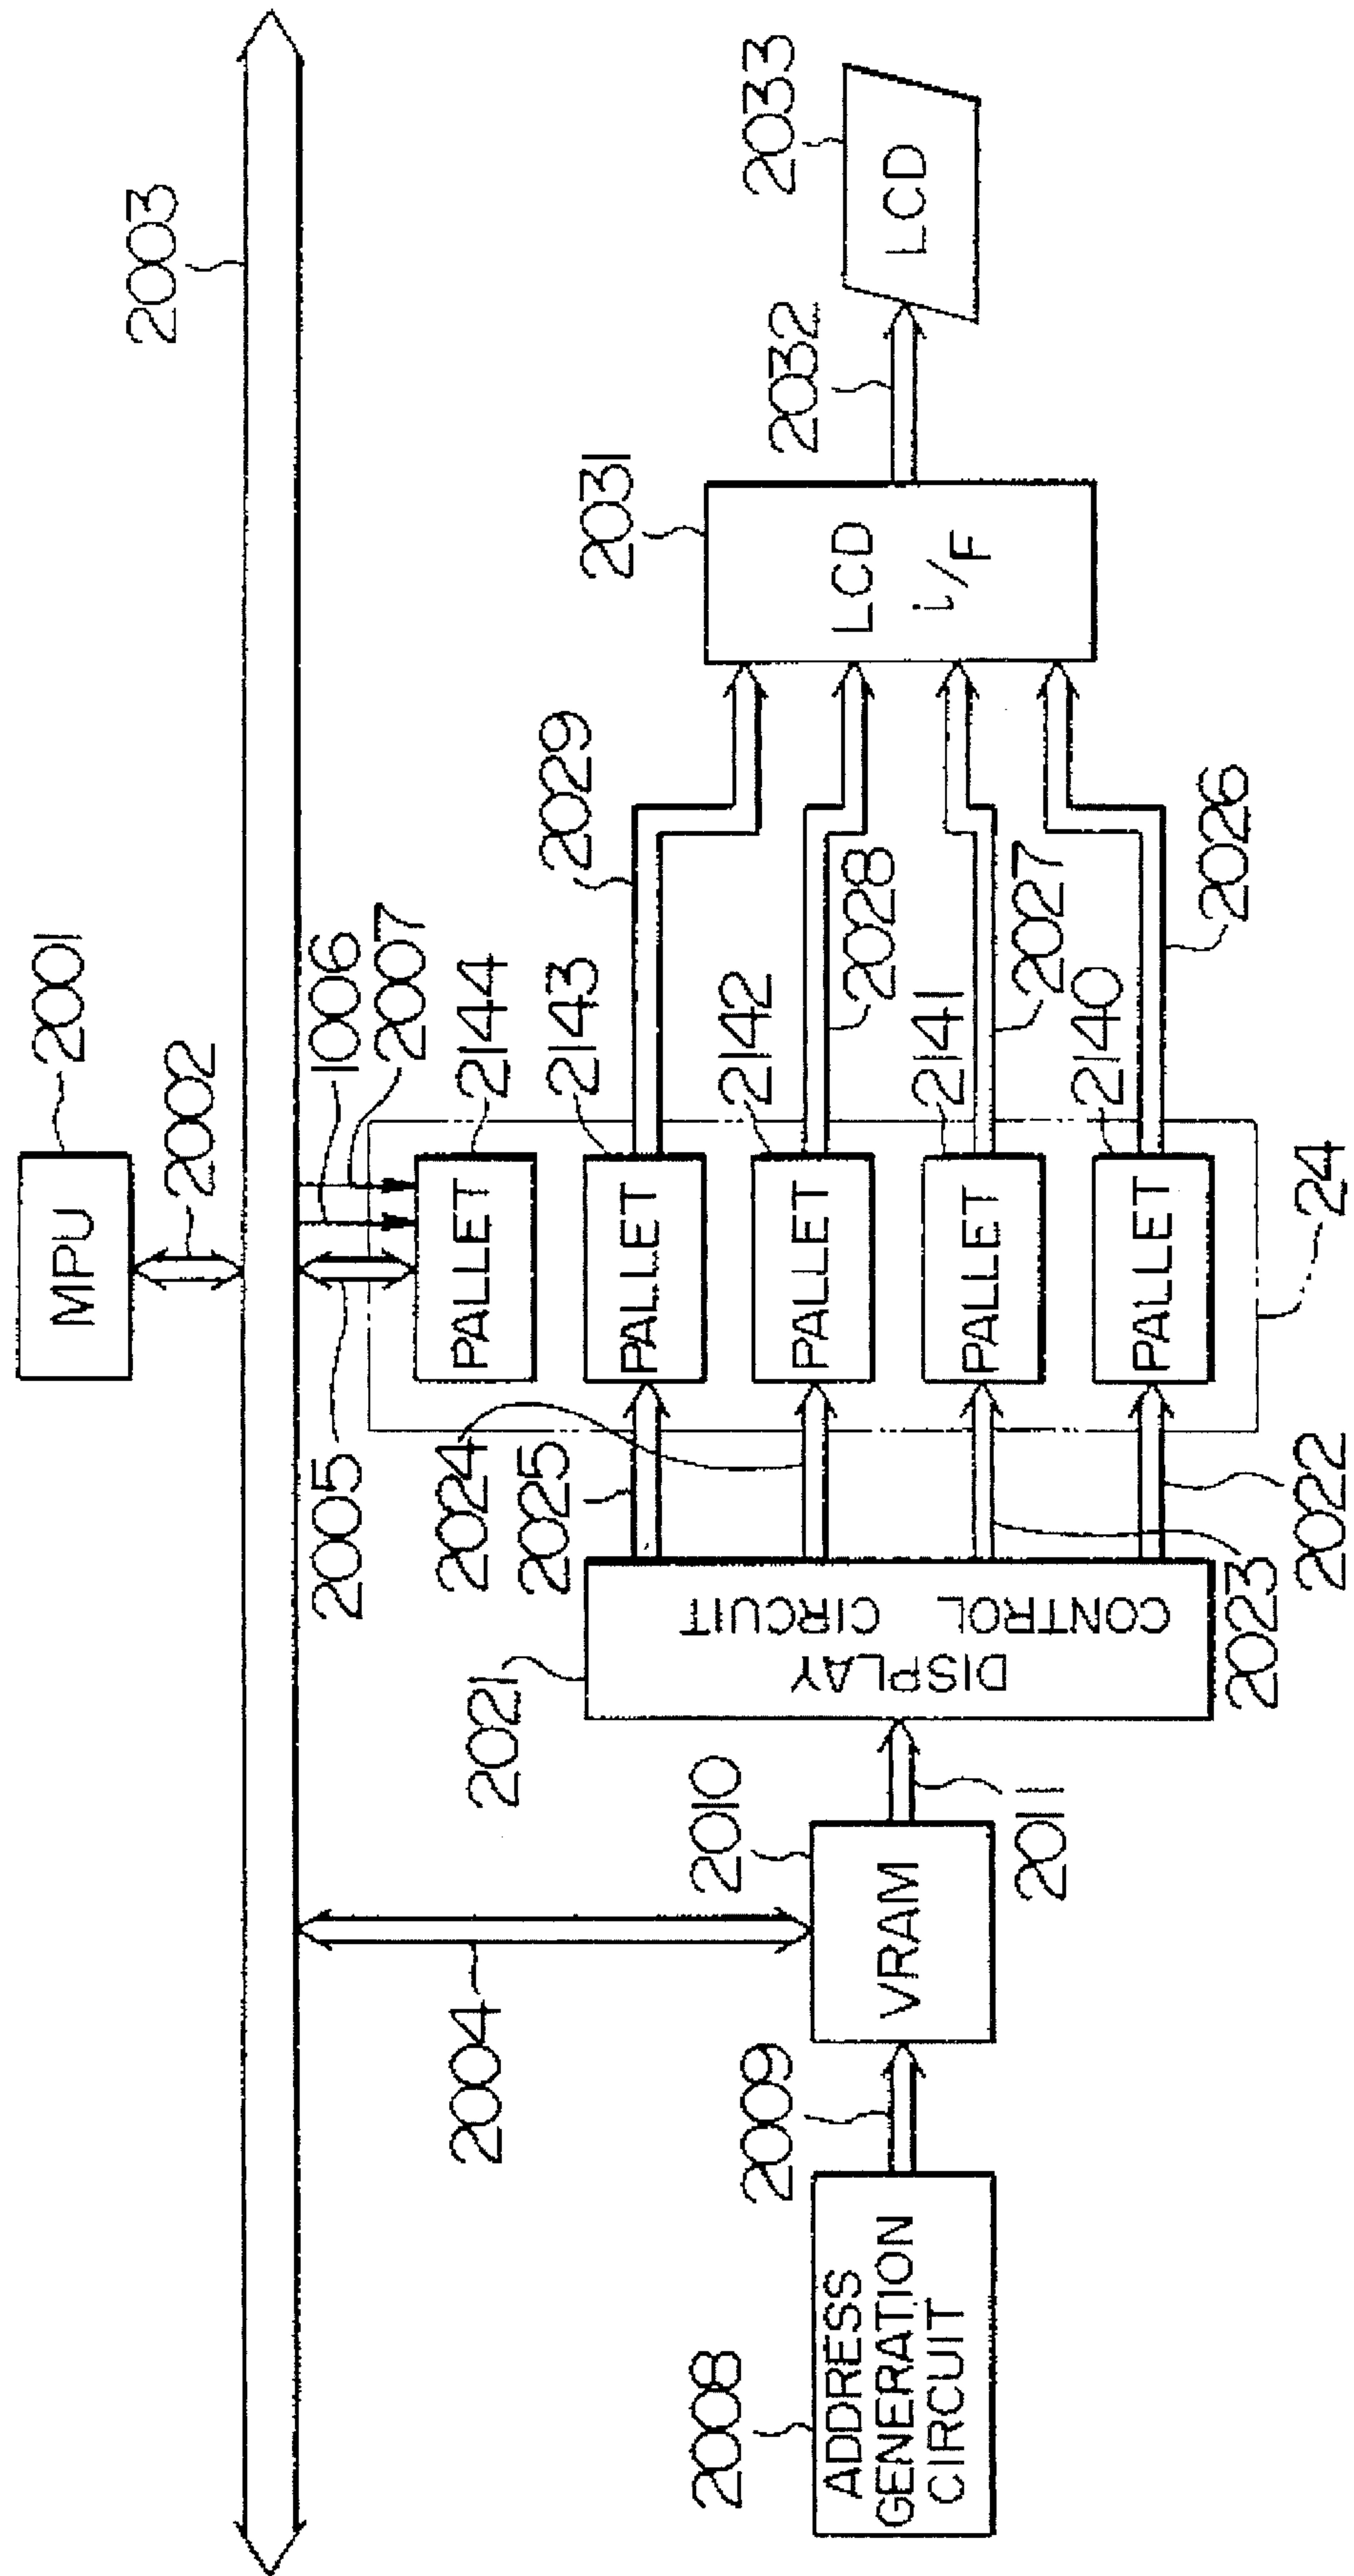 MPU
2001
2002
2003
2004
2005
1006
2007
PALLET
2144
2024
2025
PALLET
2143
2029
PALLET
2142
2028
PALLET
2141
2027
PALLET
2140
2026
2023
2022
24
2008
ADDRESS
GENERATION
CIRCUIT
2009
2010
VRAM
2011
2021
DISPLAY
CONTROL CIRCUIT
2031
LCD
i/F
2032
2033
LCD